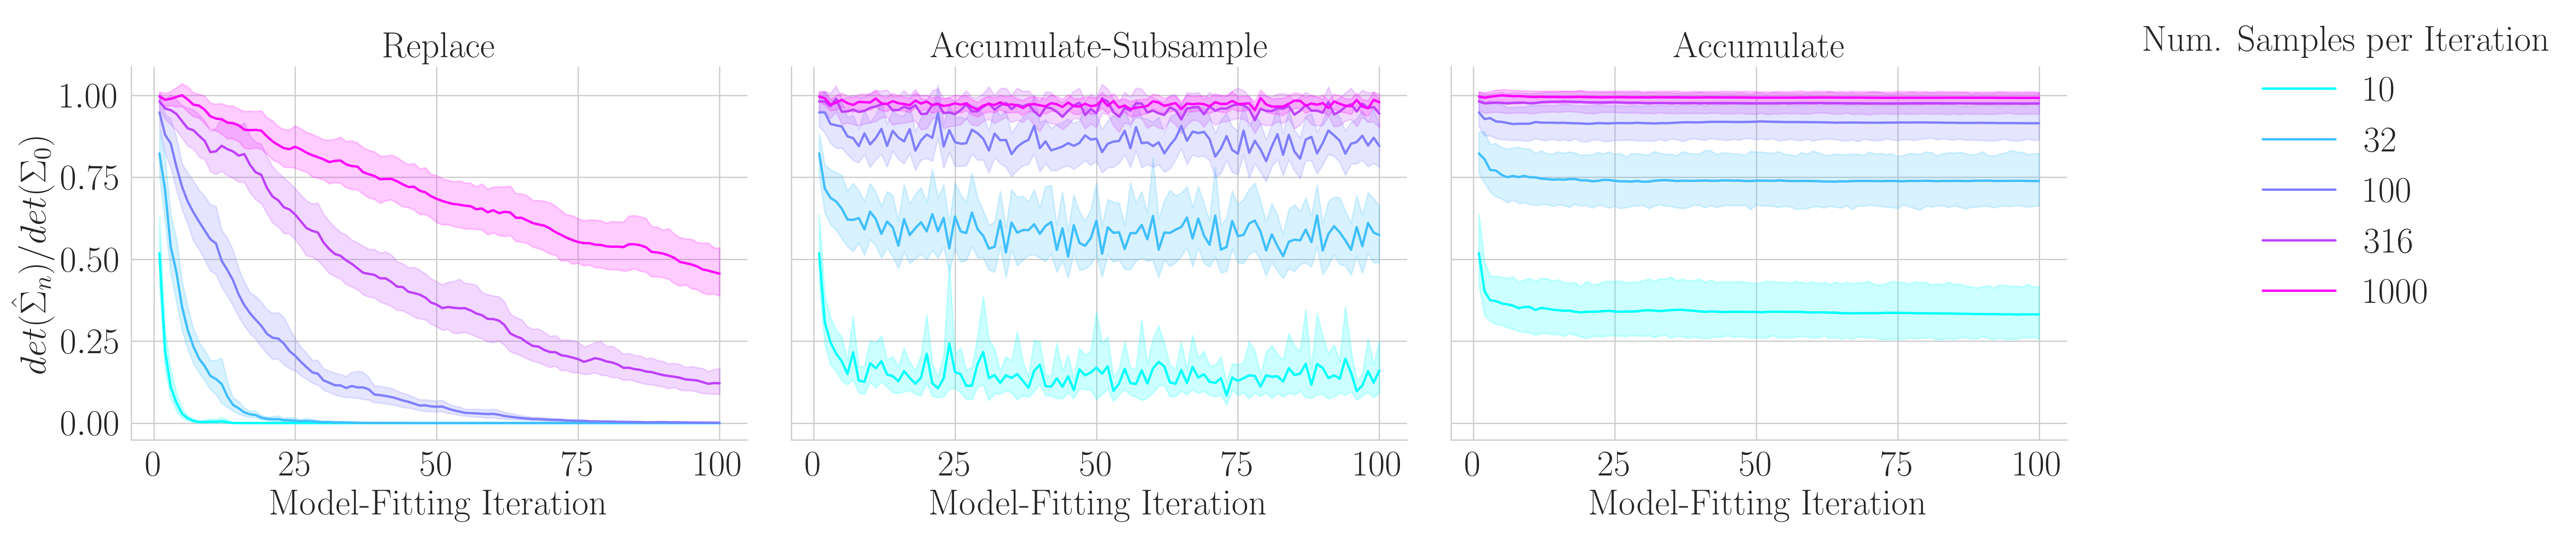 Replace
Accumulate-Subsample
Accumulate
Num. Samples per Iteration
10
32
100
316
1000
det(Σ̂ₙ)/det(Σ₀)
1.00
0.75
0.50
0.25
0.00
0 25 50 75 100
0 25 50 75 100
0 25 50 75 100
Model-Fitting Iteration
Model-Fitting Iteration
Model-Fitting Iteration